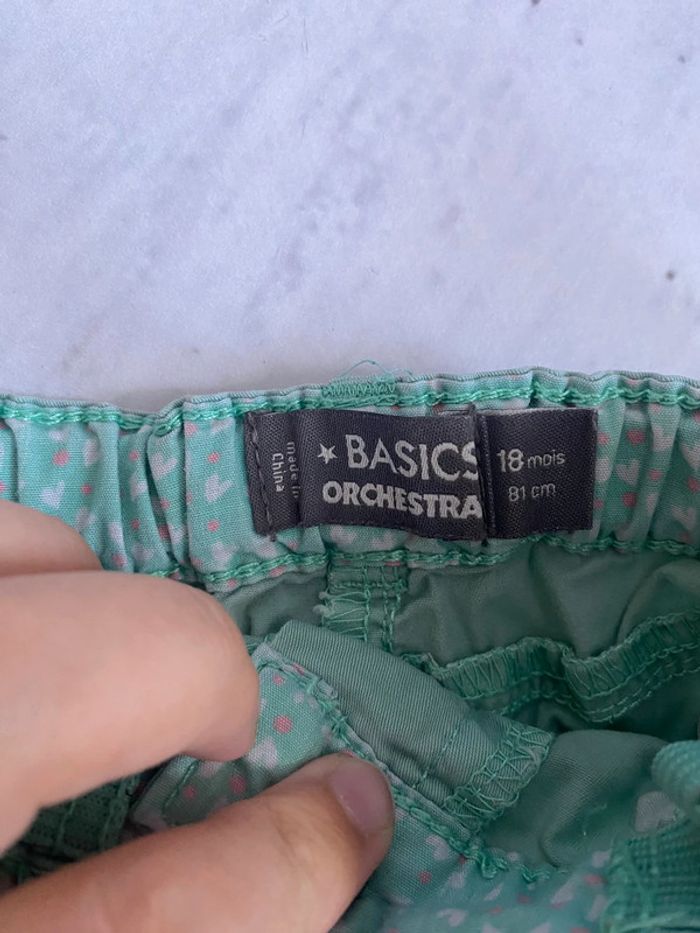 made in
China
BASICS
ORCHESTRA
18 mois
81 cm